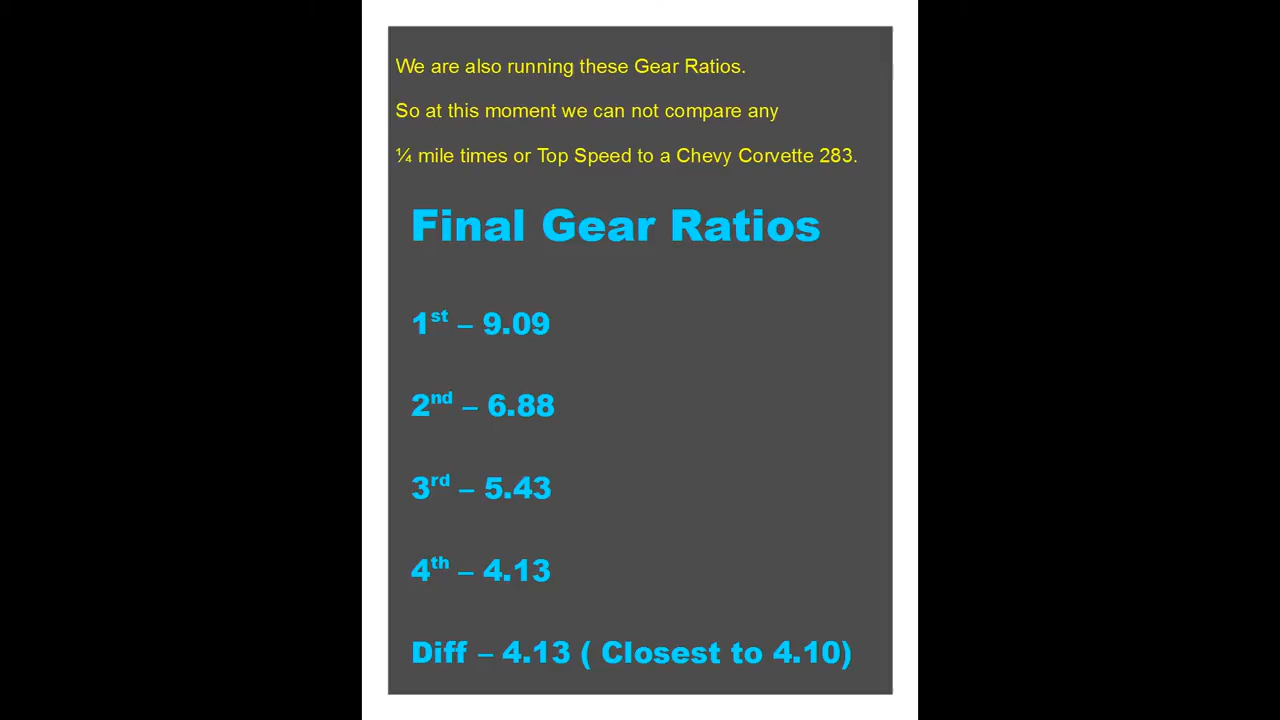 We are also running these Gear Ratios.
So at this moment we can not compare any
¼ mile times or Top Speed to a Chevy Corvette 283.
Final Gear Ratios
1st – 9.09
2nd – 6.88
3rd – 5.43
4th – 4.13
Diff – 4.13 ( Closest to 4.10)